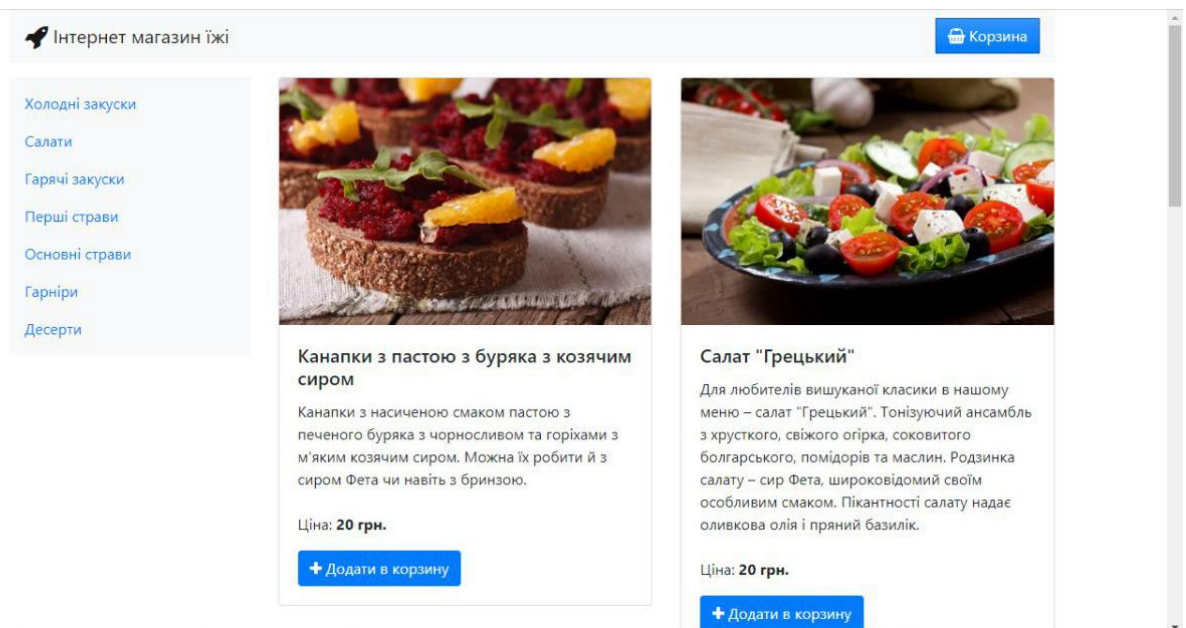 Інтернет магазин їжі
Корзина
Холодні закуски
Салати
Гарячі закуски
Перші страви
Основні страви
Гарніри
Десерти
Канапки з пастою з буряка з козячим
сиром
Канапки з насиченою смаком пастою з
печеного буряка з чорносливом та горіхами з
м'яким козячим сиром. Можна їх робити й з
сиром Фета чи навіть з бринзою.
Ціна: 20 грн.
Додати в корзину
Салат "Грецький"
Для любителів вишуканої класики в нашому
меню – салат "Грецький". Тонізуючий ансамбль
з хрусткого, свіжого огірка, соковитого
болгарського, помідорів та маслин. Родзинка
салату – сир Фета, широковідомий своїм
особливим смаком. Пікантності салату надає
оливкова олія і пряний базилік.
Ціна: 20 грн.
Додати в корзину